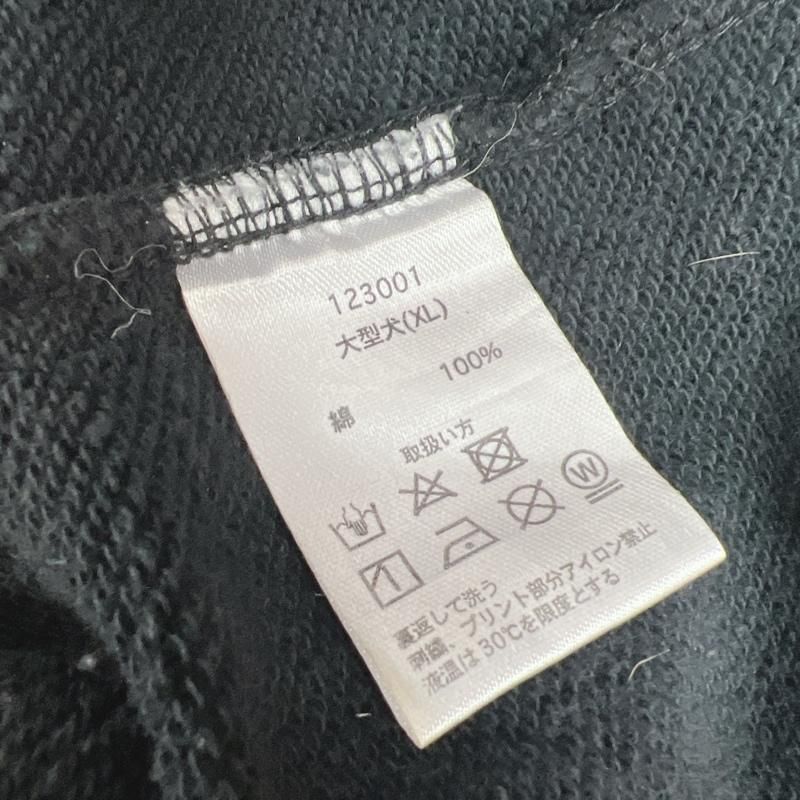 123001
大型犬(XL)
綿 100%
取扱い方
W
裏返して洗う
刺繍、プリント部分アイロン禁止
液温は30℃を限度とする